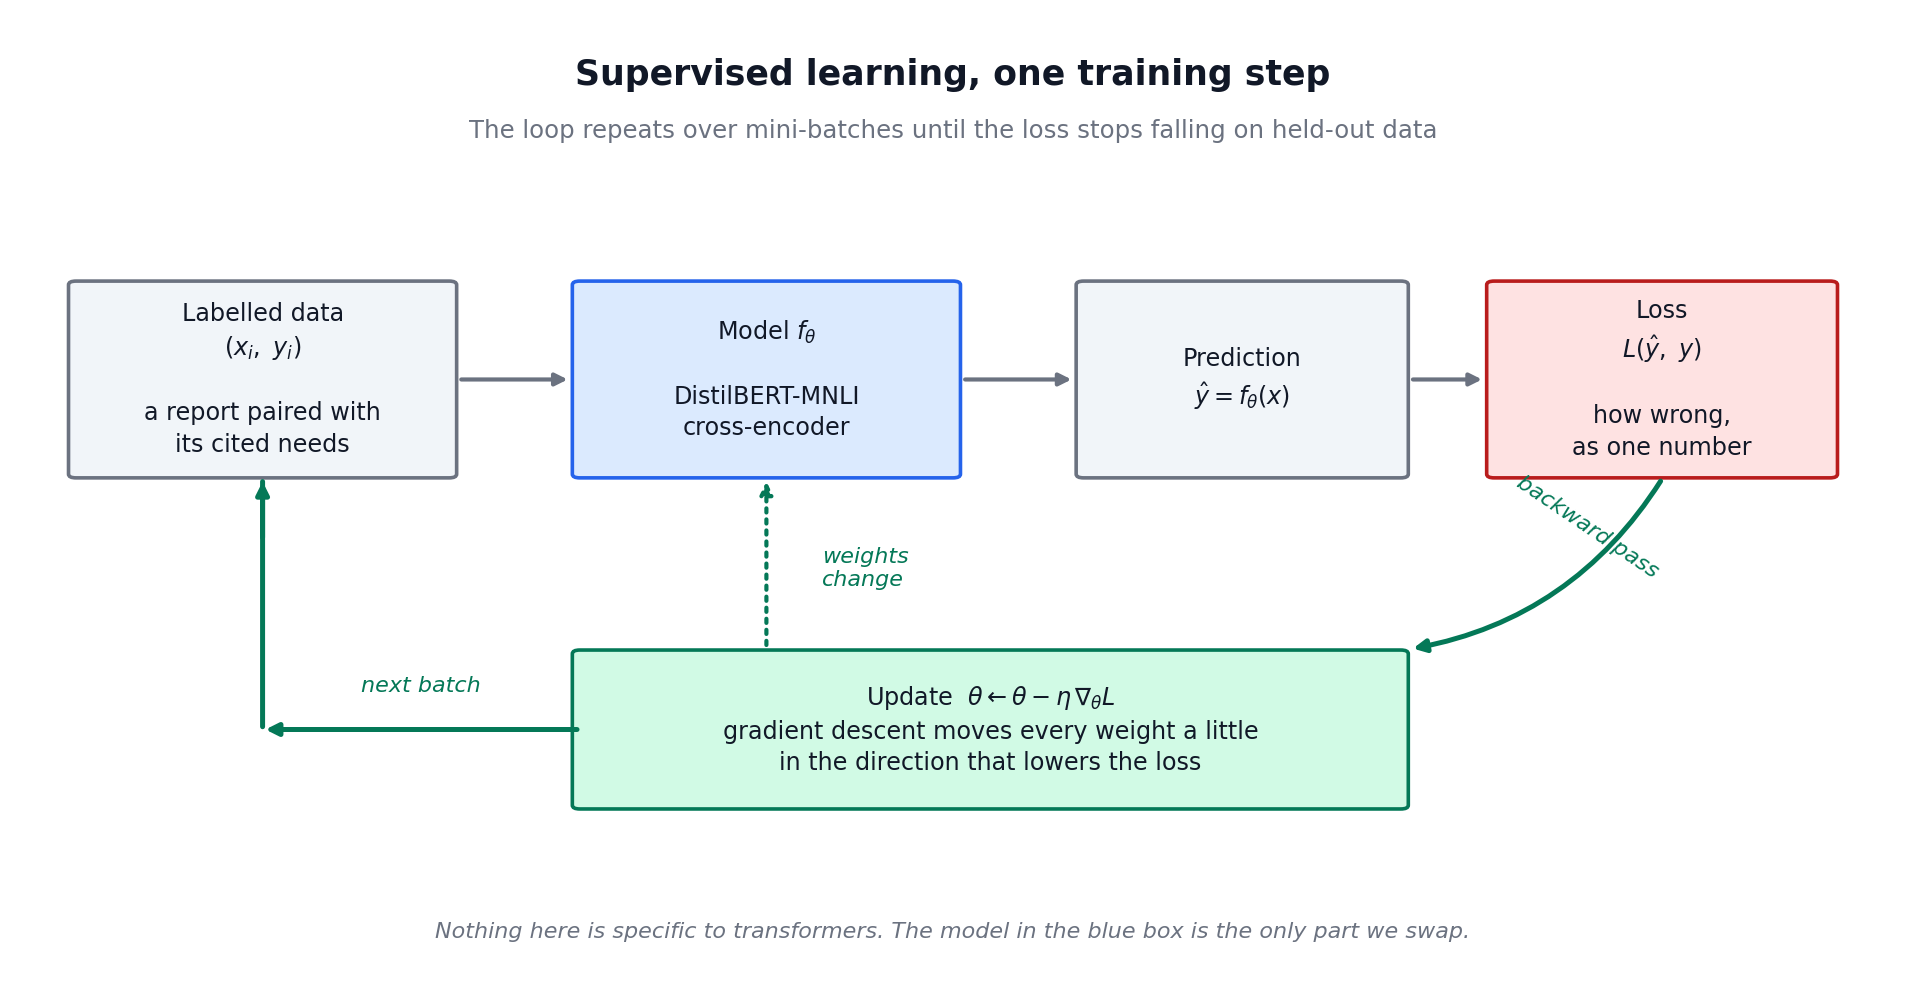 Supervised learning, one training step
The loop repeats over mini-batches until the loss stops falling on held-out data
Labelled data
(xᵢ, yᵢ)
a report paired with
its cited needs
Model f_θ
DistilBERT-MNLI
cross-encoder
Prediction
ŷ = f_θ(x)
Loss
L(ŷ, y)
how wrong,
as one number
backward pass
weights
change
next batch
Update θ ← θ − η ∇_θ L
gradient descent moves every weight a little
in the direction that lowers the loss
Nothing here is specific to transformers. The model in the blue box is the only part we swap.